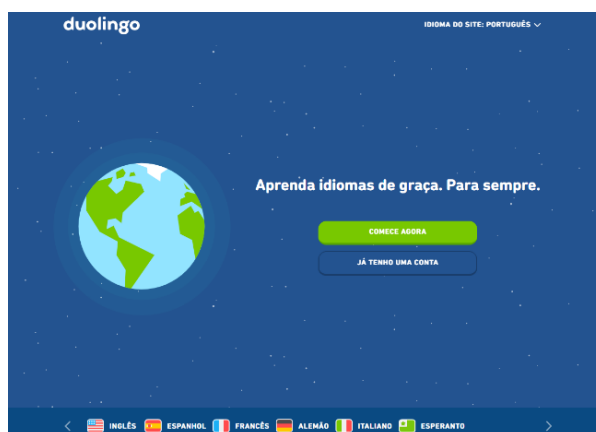 duolingo
IDIOMA DO SITE: PORTUGUÊS
Aprenda idiomas de graça. Para sempre.
COMECE AGORA
JÁ TENHO UMA CONTA
INGLÊS ESPANHOL FRANCÊS ALEMÃO ITALIANO ESPERANTO